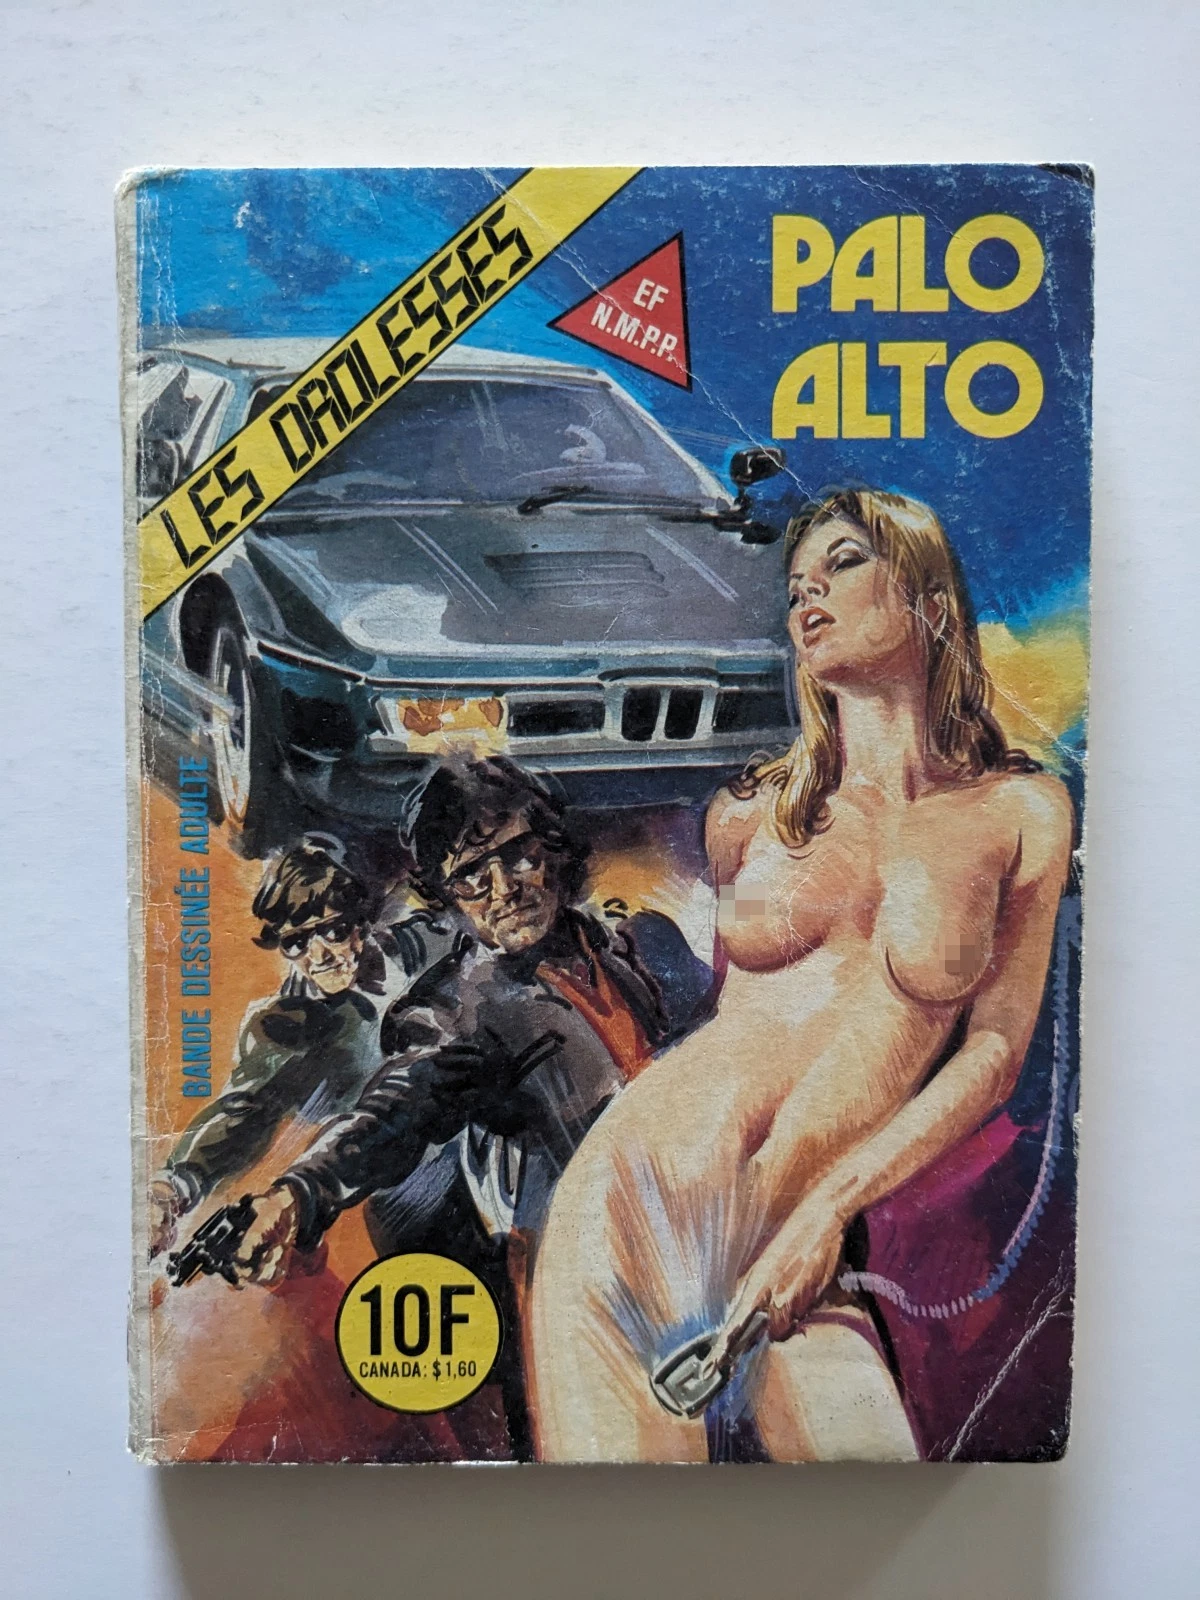 LES DROLESSES
EF
N.M.P.P.
PALO
ALTO
BANDE DESSINÉE ADULTE
10F
CANADA: $1,60